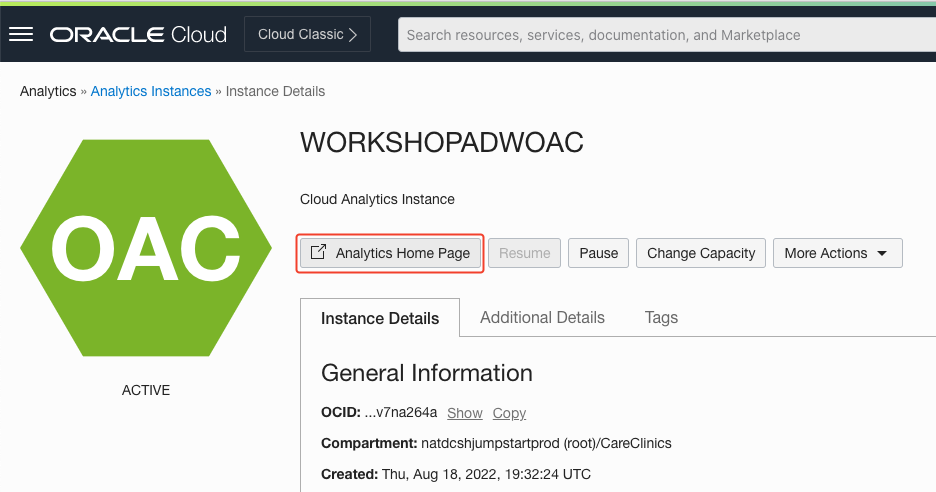 ORACLE Cloud
Cloud Classic
Search resources, services, documentation, and Marketplace
Analytics » Analytics Instances » Instance Details
OAC
ACTIVE
WORKSHOPADWOAC
Cloud Analytics Instance
Analytics Home Page
Resume
Pause
Change Capacity
More Actions
Instance Details
Additional Details
Tags
General Information
OCID: ...v7na264a Show Copy
Compartment: natdcshjumpstartprod (root)/CareClinics
Created: Thu, Aug 18, 2022, 19:32:24 UTC